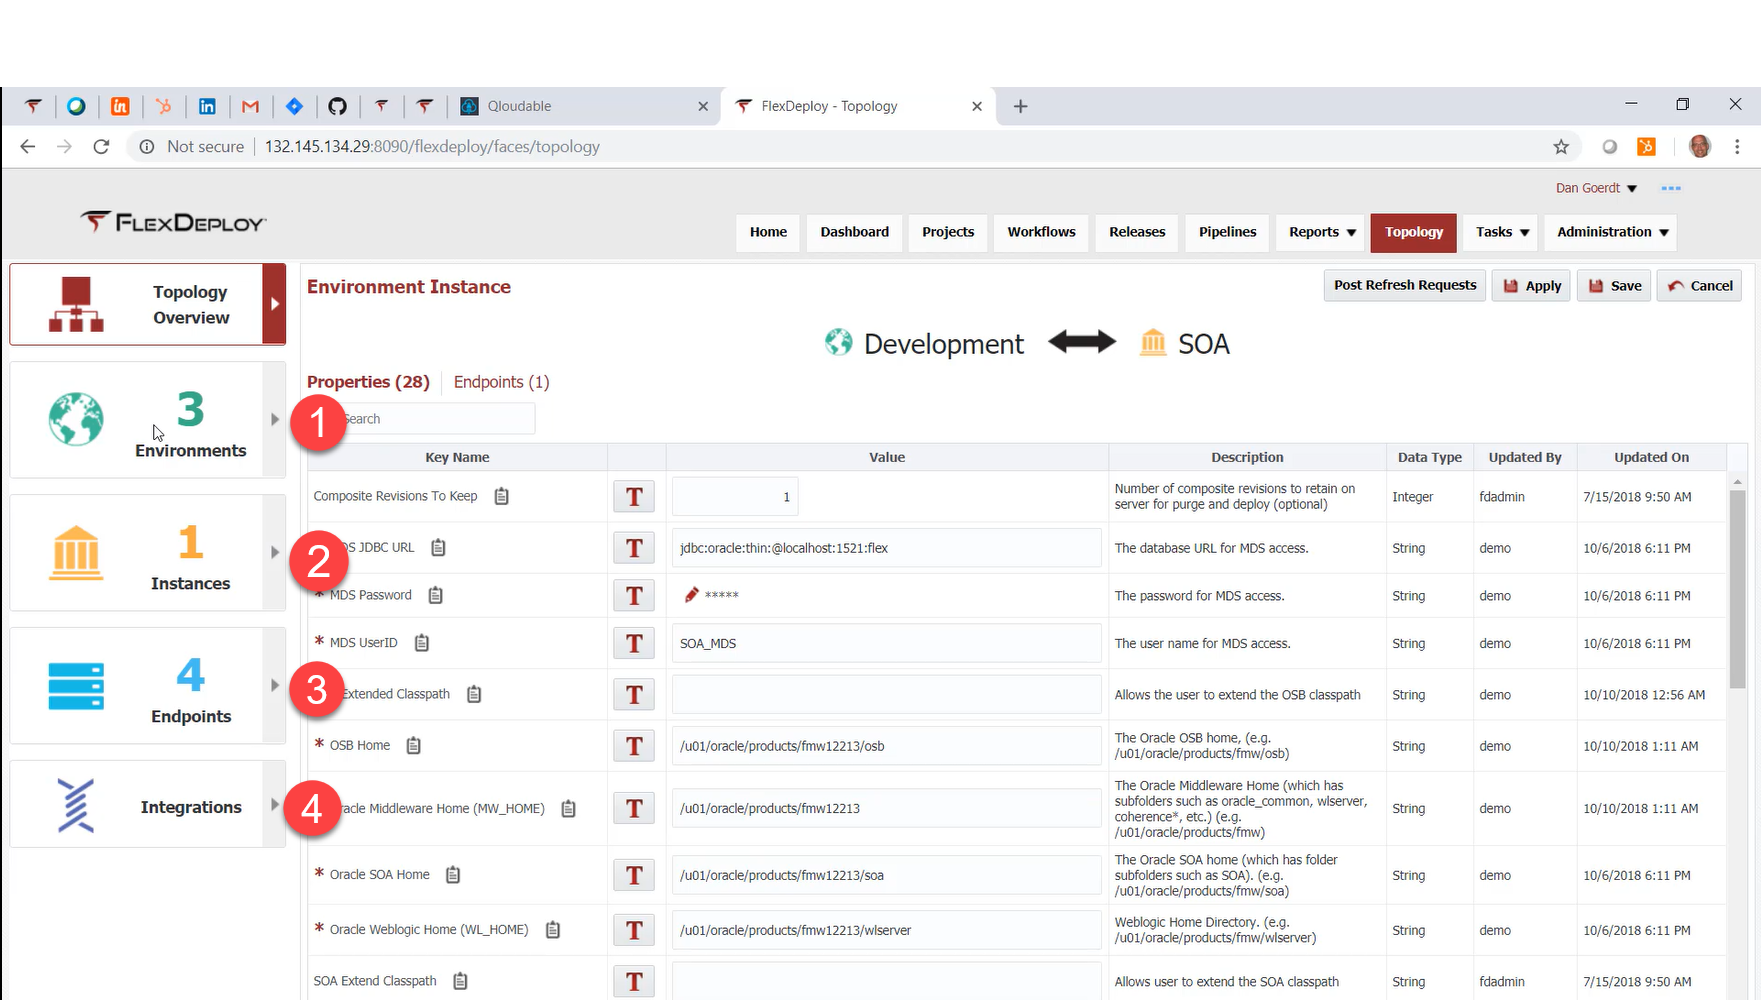 Qloudable
FlexDeploy - Topology
Not secure
132.145.134.29:8090/flexdeploy/faces/topology
Dan Goerdt
FLEXDEPLOY
Home
Dashboard
Projects
Workflows
Releases
Pipelines
Reports
Topology
Tasks
Administration
Topology
Overview
3
Environments
1
Instances
4
Endpoints
Integrations
1
2
3
4
Environment Instance
Post Refresh Requests
Apply
Save
Cancel
Development
SOA
Properties (28)
Endpoints (1)
Search
Key Name Value Description Data Type Updated By Updated On
Composite Revisions To Keep T 1 Number of composite revisions to retain on
server for purge and deploy (optional) Integer fdadmin 7/15/2018 9:50 AM
JDBC URL T jdbc:oracle:thin:@localhost:1521:flex The database URL for MDS access. String demo 10/6/2018 6:11 PM
* MDS Password T ***** The password for MDS access. String demo 10/6/2018 6:11 PM
* MDS UserID T SOA_MDS The user name for MDS access. String demo 10/6/2018 6:11 PM
Extended Classpath T Allows the user to extend the OSB classpath String demo 10/10/2018 12:56 AM
* OSB Home T /u01/oracle/products/fmw12213/osb The Oracle OSB home, (e.g.
/u01/oracle/products/fmw/osb) String demo 10/10/2018 1:11 AM
racle Middleware Home (MW_HOME) T /u01/oracle/products/fmw12213 The Oracle Middleware Home (which has
subfolders such as oracle_common, wlserver,
coherence*, etc.) (e.g.
/u01/oracle/products/fmw) String demo 10/10/2018 1:11 AM
* Oracle SOA Home T /u01/oracle/products/fmw12213/soa The Oracle SOA home (which has folder
subfolders such as SOA). (e.g.
/u01/oracle/products/fmw/soa) String demo 10/6/2018 6:11 PM
* Oracle Weblogic Home (WL_HOME) T /u01/oracle/products/fmw12213/wlserver Weblogic Home Directory. (e.g.
/u01/oracle/products/fmw/wlserver) String demo 10/6/2018 6:11 PM
SOA Extend Classpath T Allows user to extend the SOA classpath String fdadmin 7/15/2018 9:50 AM